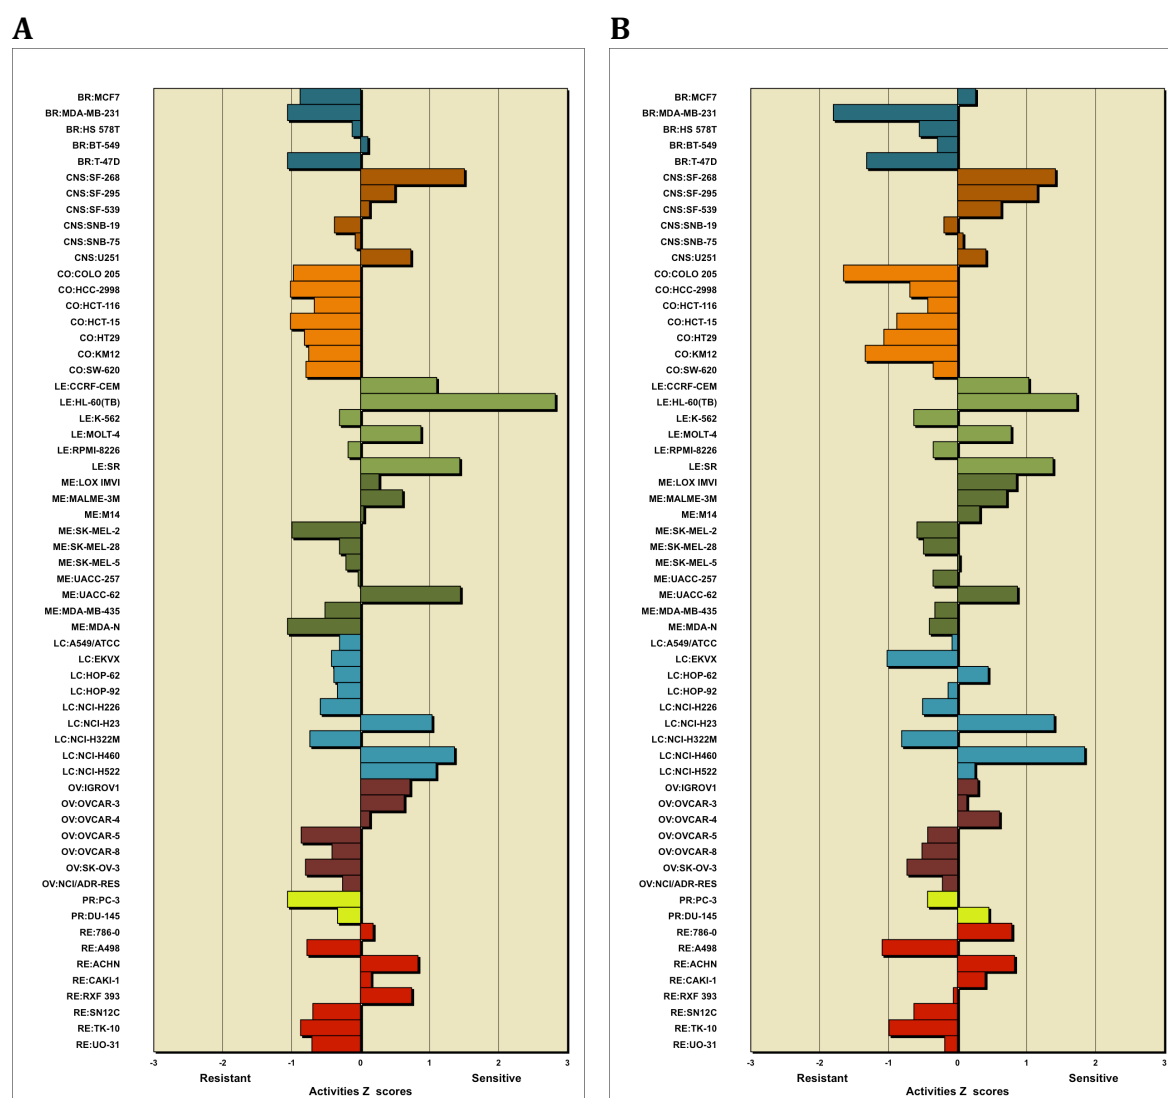 A
BR:MCF7
BR:MDA-MB-231
BR:HS 578T
BR:BT-549
BR:T-47D
CNS:SF-268
CNS:SF-295
CNS:SF-539
CNS:SNB-19
CNS:SNB-75
CNS:U251
CO:COLO 205
CO:HCC-2998
CO:HCT-116
CO:HCT-15
CO:HT29
CO:KM12
CO:SW-620
LE:CCRF-CEM
LE:HL-60(TB)
LE:K-562
LE:MOLT-4
LE:RPMI-8226
LE:SR
ME:LOX IMVI
ME:MALME-3M
ME:M14
ME:SK-MEL-2
ME:SK-MEL-28
ME:SK-MEL-5
ME:UACC-257
ME:UACC-62
ME:MDA-MB-435
ME:MDA-N
LC:A549/ATCC
LC:EKVX
LC:HOP-62
LC:HOP-92
LC:NCI-H226
LC:NCI-H23
LC:NCI-H322M
LC:NCI-H460
LC:NCI-H522
OV:IGROV1
OV:OVCAR-3
OV:OVCAR-4
OV:OVCAR-5
OV:OVCAR-8
OV:SK-OV-3
OV:NCI/ADR-RES
PR:PC-3
PR:DU-145
RE:786-0
RE:A498
RE:ACHN
RE:CAKI-1
RE:RXF 393
RE:SN12C
RE:TK-10
RE:UO-31
-3 -2 -1 0 1 2 3
Resistant Sensitive
Activities Z scores
B
BR:MCF7
BR:MDA-MB-231
BR:HS 578T
BR:BT-549
BR:T-47D
CNS:SF-268
CNS:SF-295
CNS:SF-539
CNS:SNB-19
CNS:SNB-75
CNS:U251
CO:COLO 205
CO:HCC-2998
CO:HCT-116
CO:HCT-15
CO:HT29
CO:KM12
CO:SW-620
LE:CCRF-CEM
LE:HL-60(TB)
LE:K-562
LE:MOLT-4
LE:RPMI-8226
LE:SR
ME:LOX IMVI
ME:MALME-3M
ME:M14
ME:SK-MEL-2
ME:SK-MEL-28
ME:SK-MEL-5
ME:UACC-257
ME:UACC-62
ME:MDA-MB-435
ME:MDA-N
LC:A549/ATCC
LC:EKVX
LC:HOP-62
LC:HOP-92
LC:NCI-H226
LC:NCI-H23
LC:NCI-H322M
LC:NCI-H460
LC:NCI-H522
OV:IGROV1
OV:OVCAR-3
OV:OVCAR-4
OV:OVCAR-5
OV:OVCAR-8
OV:SK-OV-3
OV:NCI/ADR-RES
PR:PC-3
PR:DU-145
RE:786-0
RE:A498
RE:ACHN
RE:CAKI-1
RE:RXF 393
RE:SN12C
RE:TK-10
RE:UO-31
-3 -2 -1 0 1 2 3
Resistant Sensitive
Activities Z scores